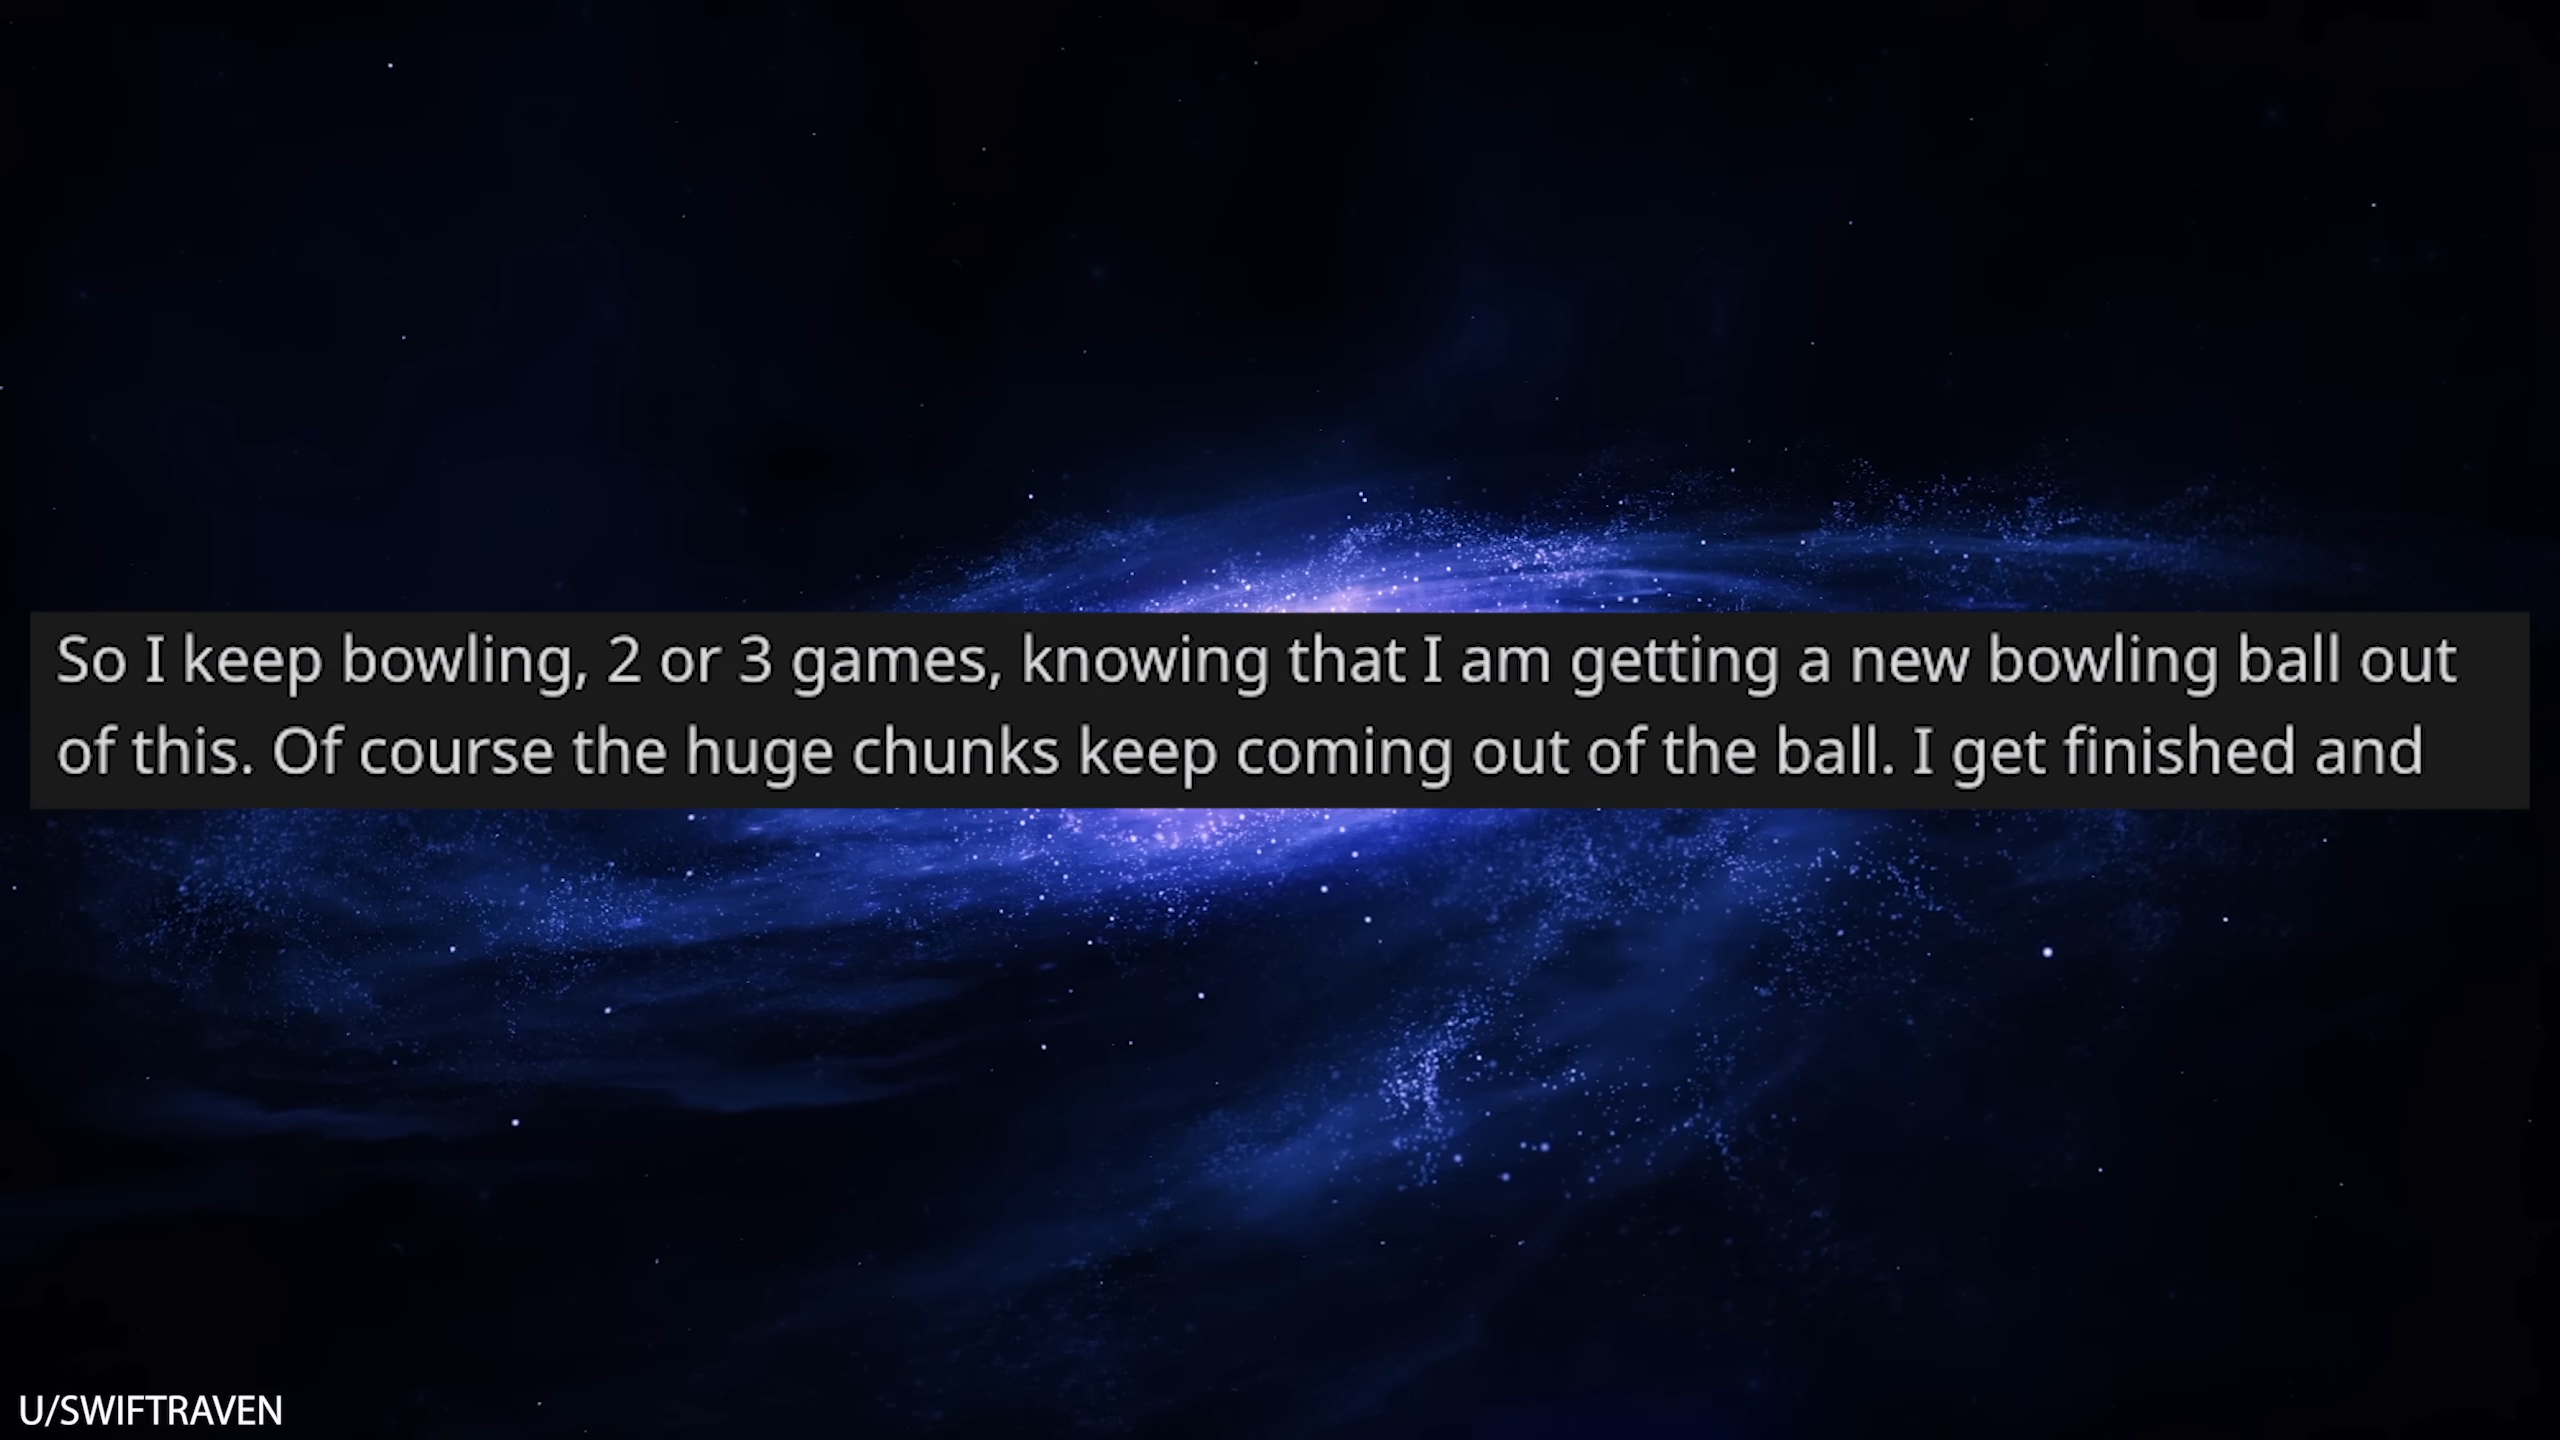 So I keep bowling, 2 or 3 games, knowing that I am getting a new bowling ball out
of this. Of course the huge chunks keep coming out of the ball. I get finished and
U/SWIFTRAVEN